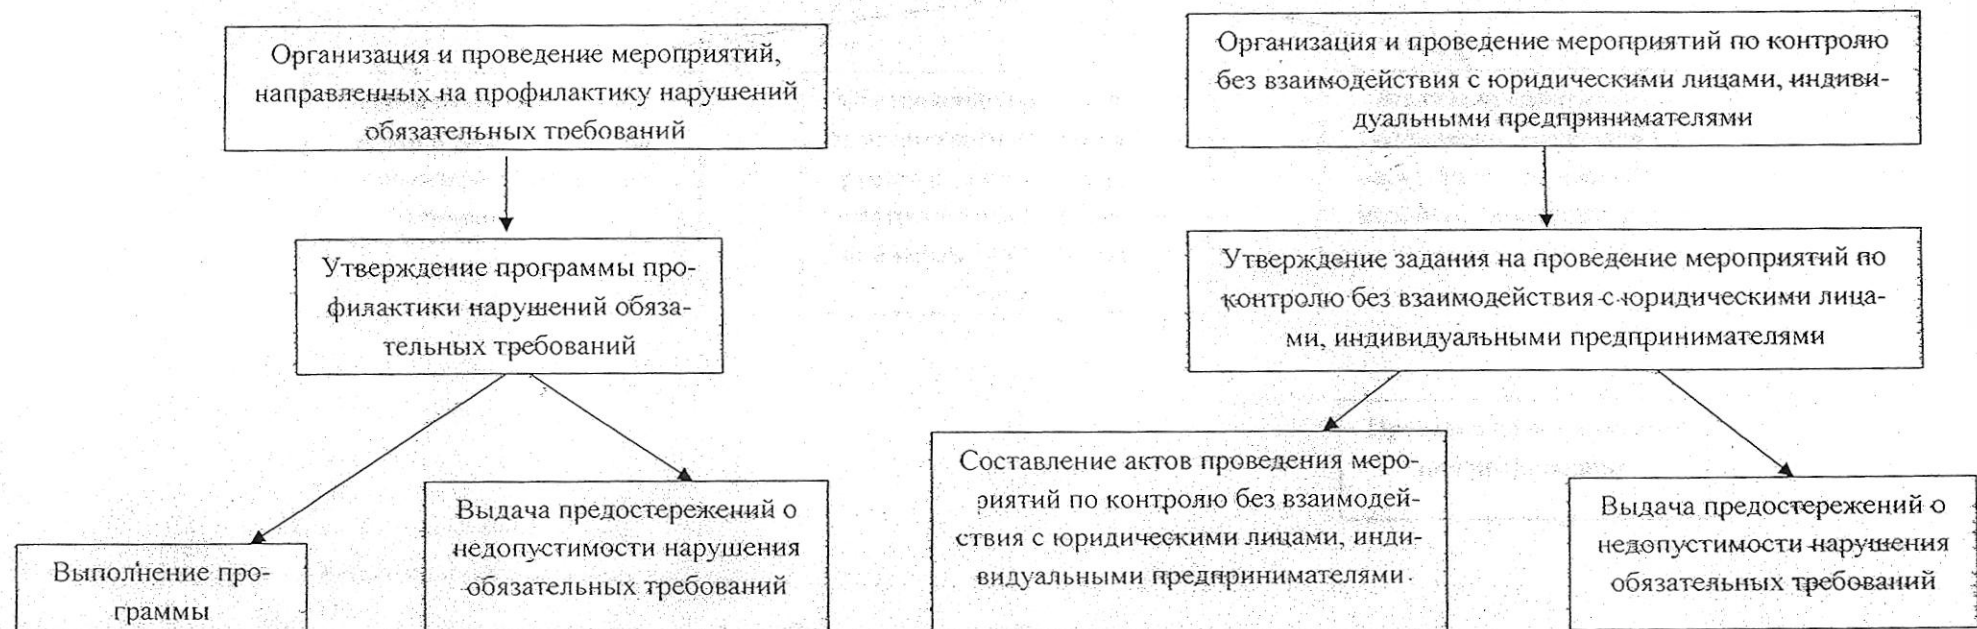 Организация и проведение мероприятий,
направленных на профилактику нарушений
обязательных требований
Утверждение программы про-
филактики нарушений обяза-
тельных требований
Выполнение про-
граммы
Выдача предостережений о
недопустимости нарушения
обязательных требований
Организация и проведение мероприятий по контролю
без взаимодействия с юридическими лицами, индиви-
дуальными предпринимателями
Утверждение задания на проведение мероприятий по
контролю без взаимодействия с юридическими лица-
ми, индивидуальными предпринимателями
Составление актов проведения меро-
риятий по контролю без взаимодей-
ствия с юридическими лицами, инди-
видуальными предпринимателями
Выдача предостережений о
недопустимости нарушения
обязательных требований